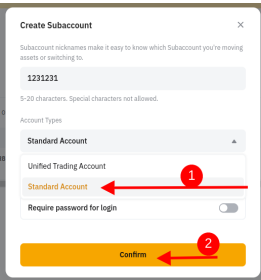 Create Subaccount
Subaccount nicknames make it easy to know which Subaccount you're moving
assets or switching to.
1231231
5-20 characters. Special characters not allowed.
Account Types
Standard Account
Unified Trading Account
1
Standard Account
Require password for login
2
Confirm